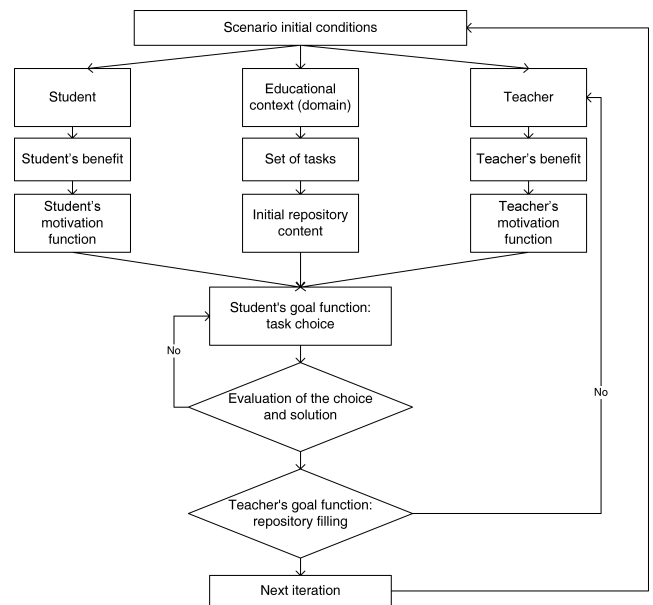 Scenario initial conditions
Student
Educational
context (domain)
Teacher
Student's benefit
Set of tasks
Teacher's benefit
Student's
motivation
function
Initial repository
content
Teacher's
motivation
function
Student's goal function:
task choice
No
Evaluation of the choice
and solution
No
Teacher's goal function:
repository filling
Next iteration